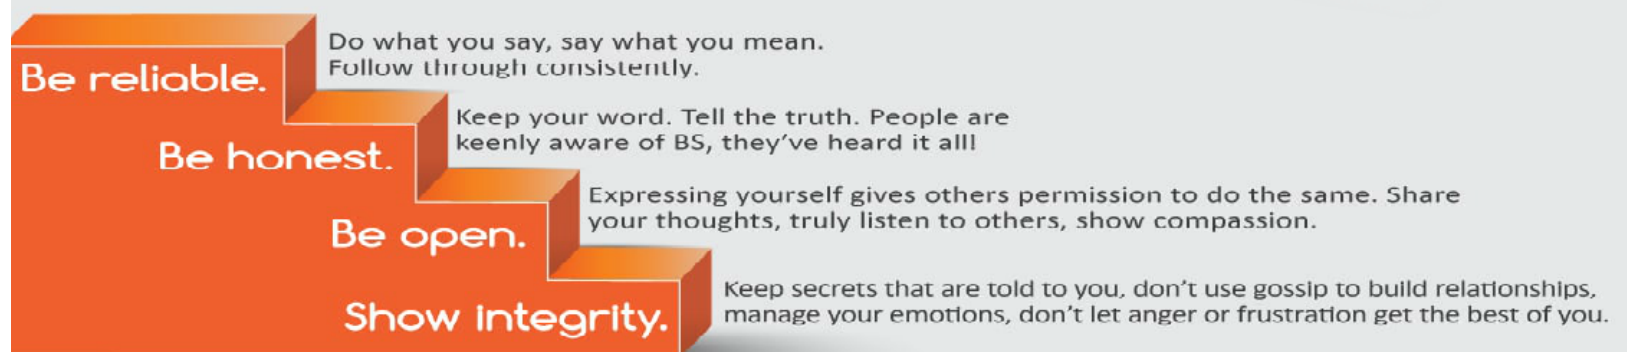 Be reliable.
Do what you say, say what you mean.
Follow through consistently.
Be honest.
Keep your word. Tell the truth. People are
keenly aware of BS, they've heard it all!
Be open.
Expressing yourself gives others permission to do the same. Share
your thoughts, truly listen to others, show compassion.
Show integrity.
Keep secrets that are told to you, don't use gossip to build relationships,
manage your emotions, don't let anger or frustration get the best of you.